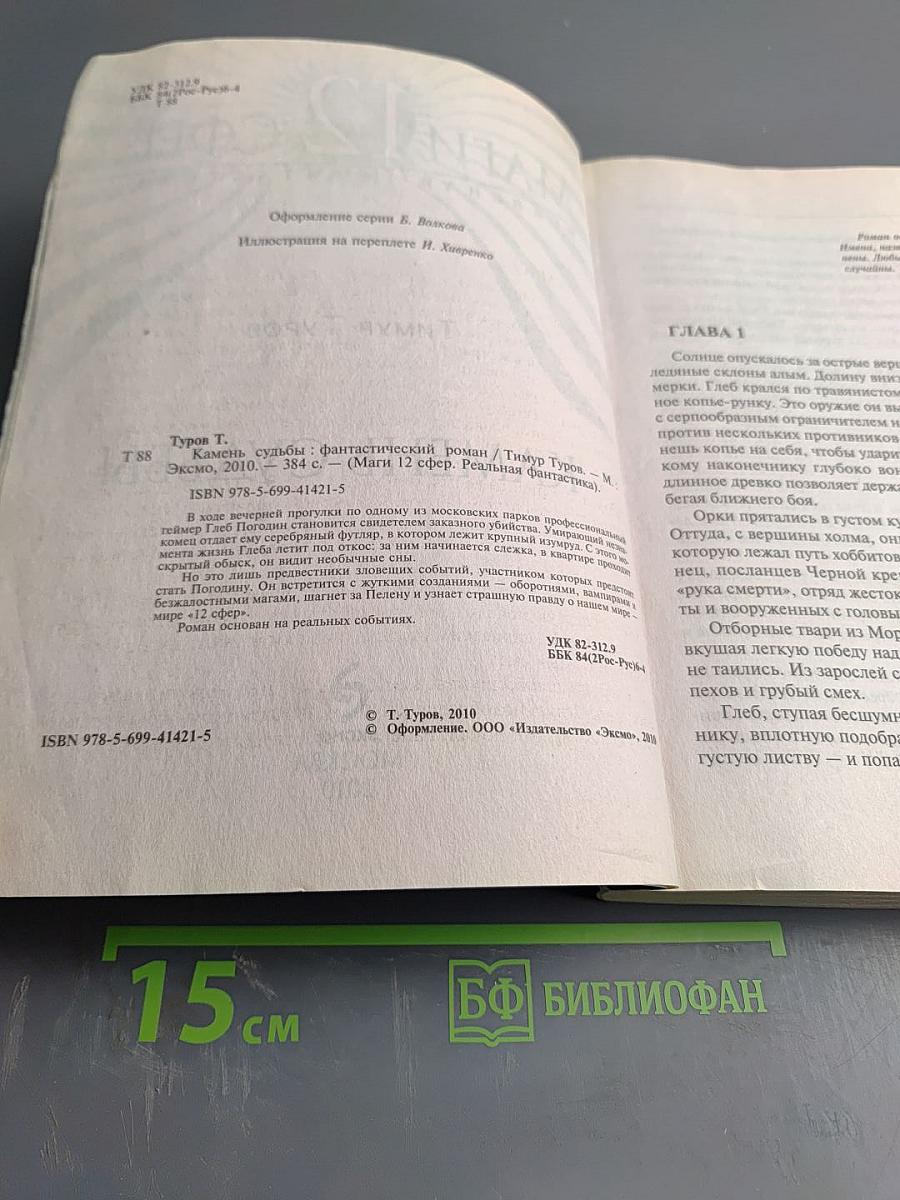 УДК 82-312.9
ББК 84(2Рос-Рус)6-4
Т 88
Оформление серии Б. Волкова
Иллюстрация на переплете И. Хивренко
Туров Т.
Т 88 Камень судьбы : фантастический роман / Тимур Туров. — М. :
Эксмо, 2010. — 384 с. — (Маги 12 сфер. Реальная фантастика).
ISBN 978-5-699-41421-5
В ходе вечерней прогулки по одному из московских парков профессиональный
геймер Глеб Погодин становится свидетелем заказного убийства. Умирающий незна-
комец отдает ему серебряный футляр, в котором лежит крупный изумруд. С этого мо-
мента жизнь Глеба летит под откос: за ним начинается слежка, в квартире проходит
скрытый обыск, он видит необычные сны.
Но это лишь предвестники зловещих событий, участником которых предстоит
стать Погодину. Он встретится с жуткими созданиями — оборотнями, вампирами и
безжалостными магами, шагнет за Пелену и узнает страшную правду о нашем мире —
мире «12 сфер».
Роман основан на реальных событиях.
УДК 82-312.9
ББК 84(2Рос-Рус)6-4
© Т. Туров, 2010
© Оформление. ООО «Издательство «Эксмо», 2010
ISBN 978-5-699-41421-5
Роман о
Имена, наз
нены. Любы
случайны.
ГЛАВА 1
Солнце опускалось за острые верш
ледяные склоны алым. Долину вниз
мерки. Глеб крался по травянистом
ное копье-рунку. Это оружие он вы
с серпообразным ограничителем н
против нескольких противников
нешь копье на себя, чтобы ударит
кому наконечнику глубоко вон
длинное древко позволяет держа
бегая ближнего боя.
Орки прятались в густом ку
Оттуда, с вершины холма, он
которую лежал путь хоббитов
нец, посланцев Черной кре
«рука смерти», отряд жесток
ты и вооруженных с головы
Отборные твари из Мор
вкушая легкую победу над
не таились. Из зарослей с
пехов и грубый смех.
Глеб, ступая бесшумн
нику, вплотную подобра
густую листву — и попа
15 см
БФ БИБЛИОФАН